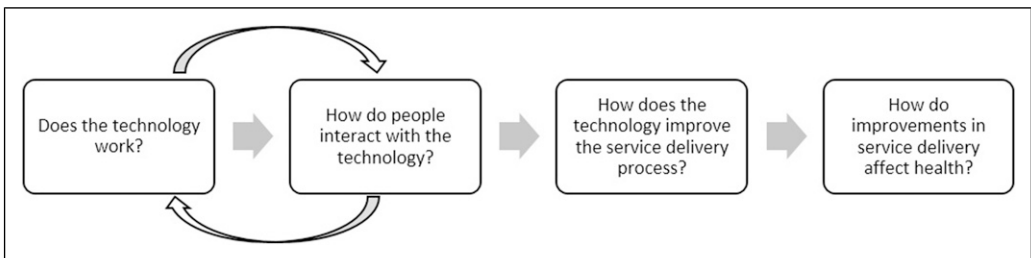 Does the technology
work?
How do people
interact with the
technology?
How does the
technology improve
the service delivery
process?
How do
improvements in
service delivery
affect health?